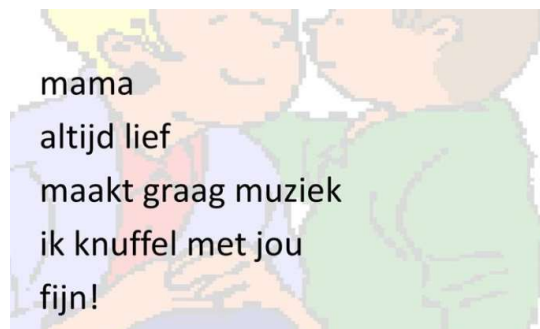 mama
altijd lief
maakt graag muziek
ik knuffel met jou
fijn!